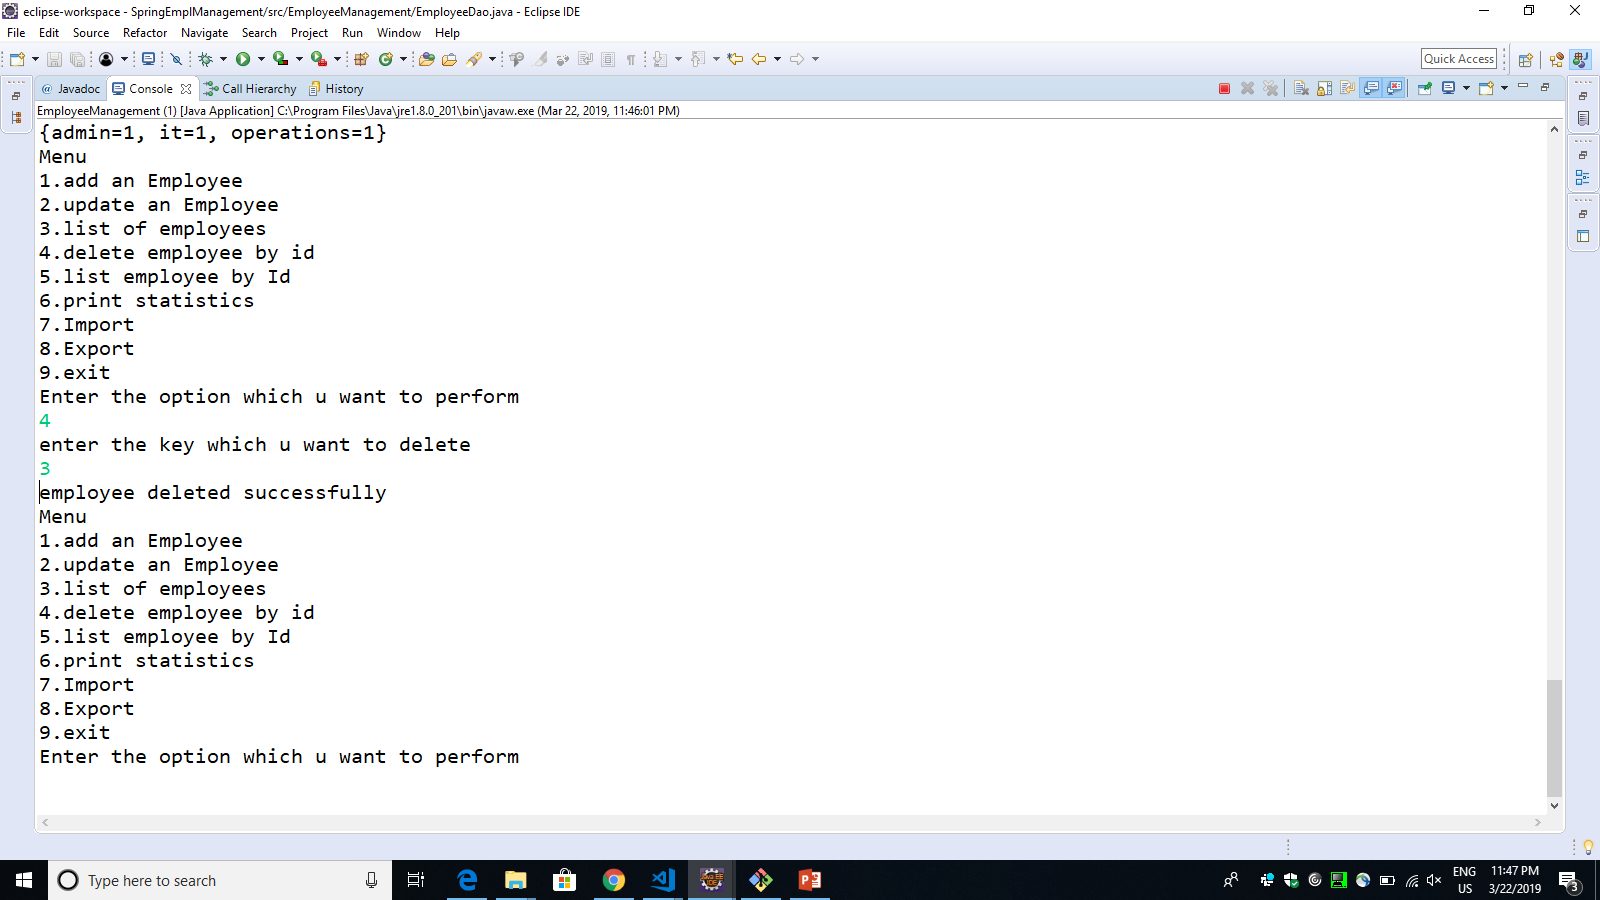 eclipse-workspace - SpringEmplManagement/src/EmployeeManagement/EmployeeDao.java - Eclipse IDE
File Edit Source Refactor Navigate Search Project Run Window Help
Quick Access
@ Javadoc Console Call Hierarchy History
EmployeeManagement (1) [Java Application] C:\Program Files\Java\jre1.8.0_201\bin\javaw.exe (Mar 22, 2019, 11:46:01 PM)
{admin=1, it=1, operations=1}
Menu
1.add an Employee
2.update an Employee
3.list of employees
4.delete employee by id
5.list employee by Id
6.print statistics
7.Import
8.Export
9.exit
Enter the option which u want to perform
4
enter the key which u want to delete
3
employee deleted successfully
Menu
1.add an Employee
2.update an Employee
3.list of employees
4.delete employee by id
5.list employee by Id
6.print statistics
7.Import
8.Export
9.exit
Enter the option which u want to perform
Type here to search
ENG
US
11:47 PM
3/22/2019
3